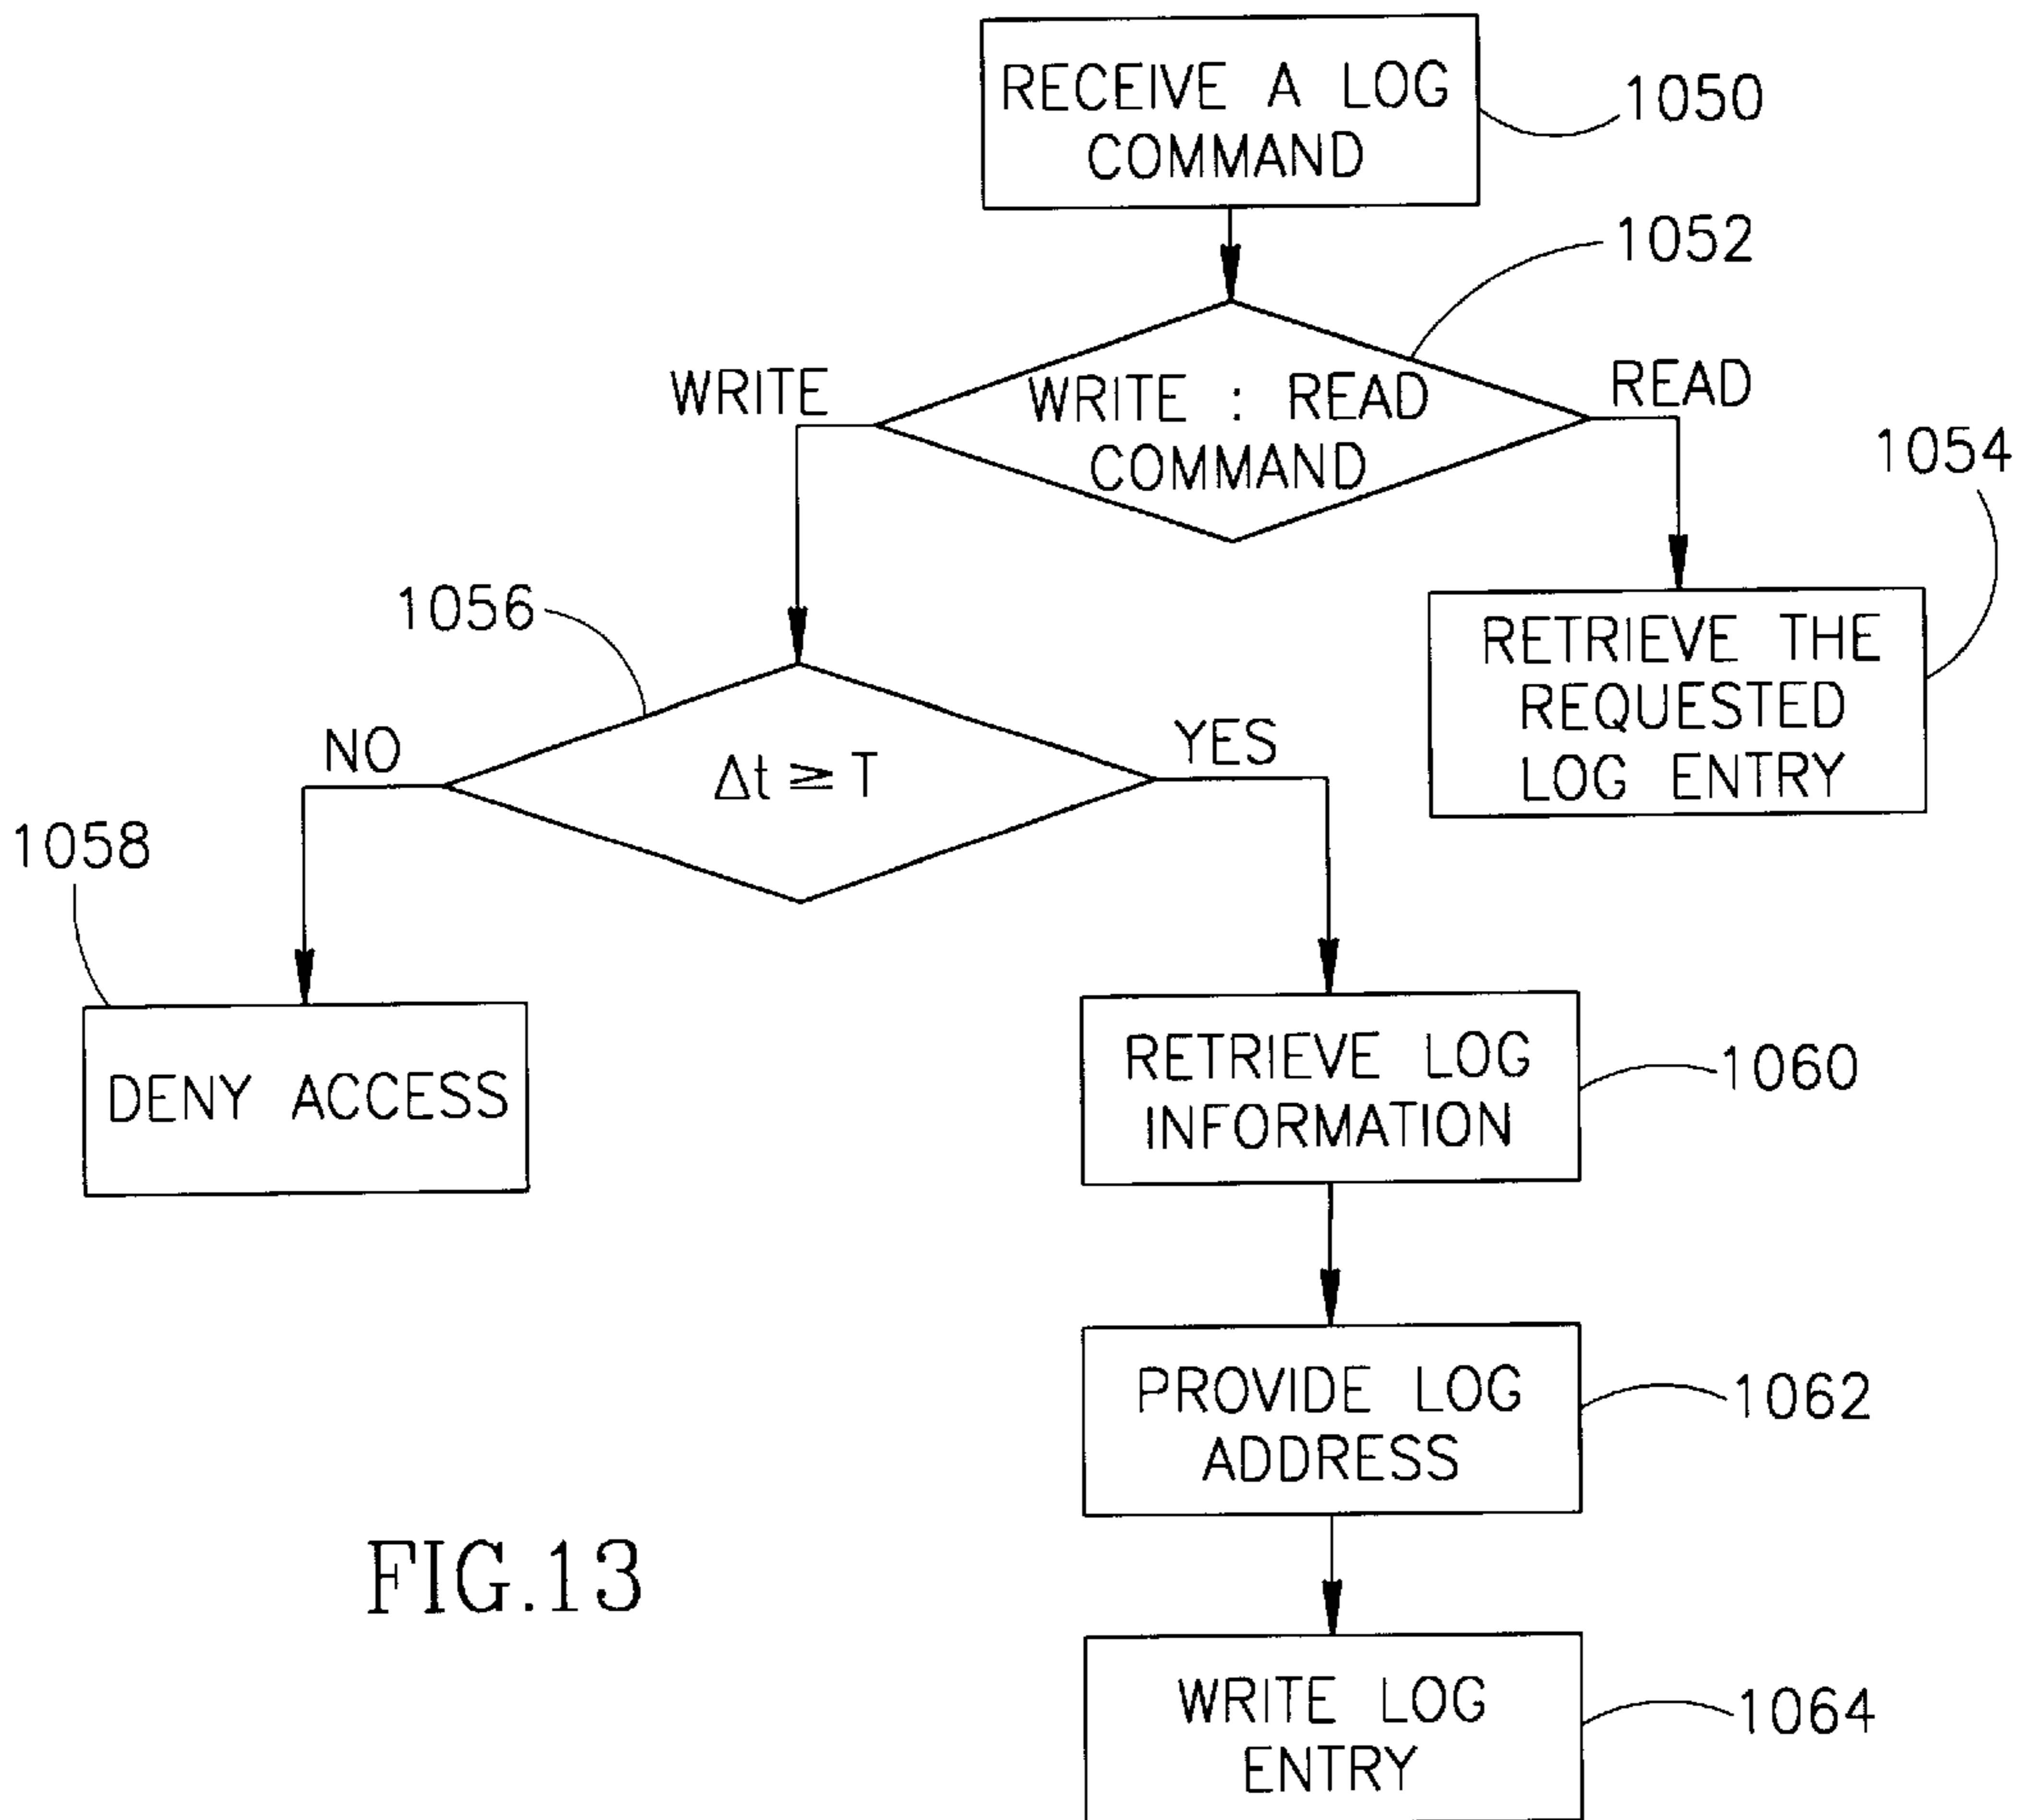 RECEIVE A LOG
COMMAND
1050
1052
WRITE
WRITE : READ
COMMAND
READ
1054
1056
RETRIEVE THE
REQUESTED
LOG ENTRY
NO
Δt ≥ T
YES
1058
DENY ACCESS
RETRIEVE LOG
INFORMATION
1060
PROVIDE LOG
ADDRESS
1062
FIG.13
WRITE LOG
ENTRY
1064